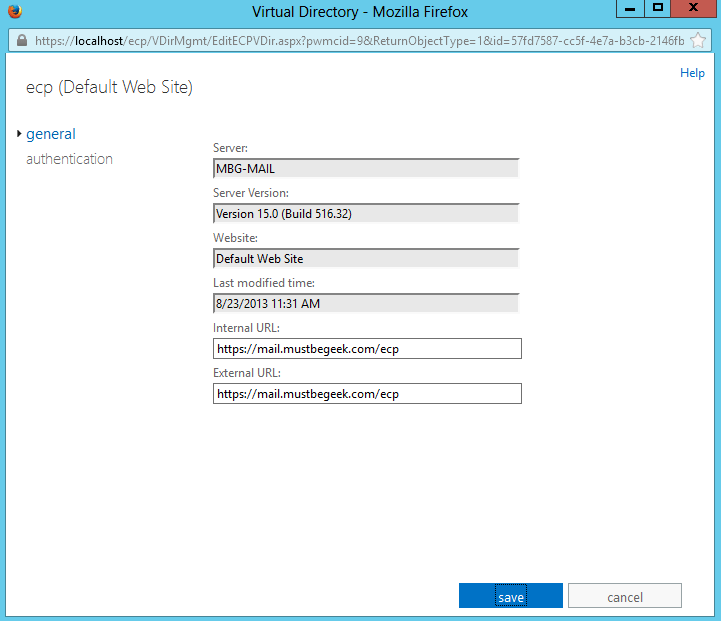 Virtual Directory - Mozilla Firefox
https://localhost/ecp/VDirMgmt/EditECPVDir.aspx?pwmcid=9&ReturnObjectType=1&id=57fd7587-cc5f-4e7a-b3cb-2146fb
Help
ecp (Default Web Site)
general
authentication
Server:
MBG-MAIL
Server Version:
Version 15.0 (Build 516.32)
Website:
Default Web Site
Last modified time:
8/23/2013 11:31 AM
Internal URL:
https://mail.mustbegeek.com/ecp
External URL:
https://mail.mustbegeek.com/ecp
save cancel